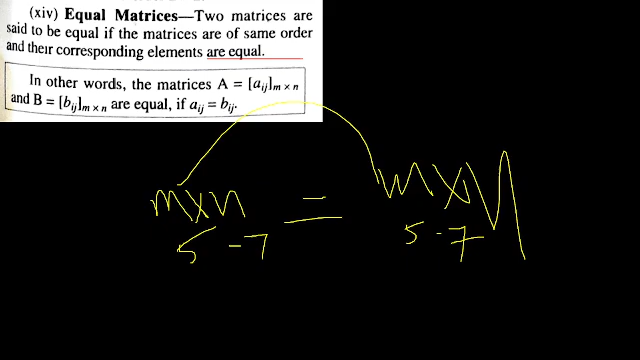 (xiv) Equal Matrices—Two matrices are
said to be equal if the matrices are of same order
and their corresponding elements are equal.
In other words, the matrices A = [aij]m × n
and B = [bij]m × n are equal, if aij = bij.
m×n = m×n
5 -7 5 -7